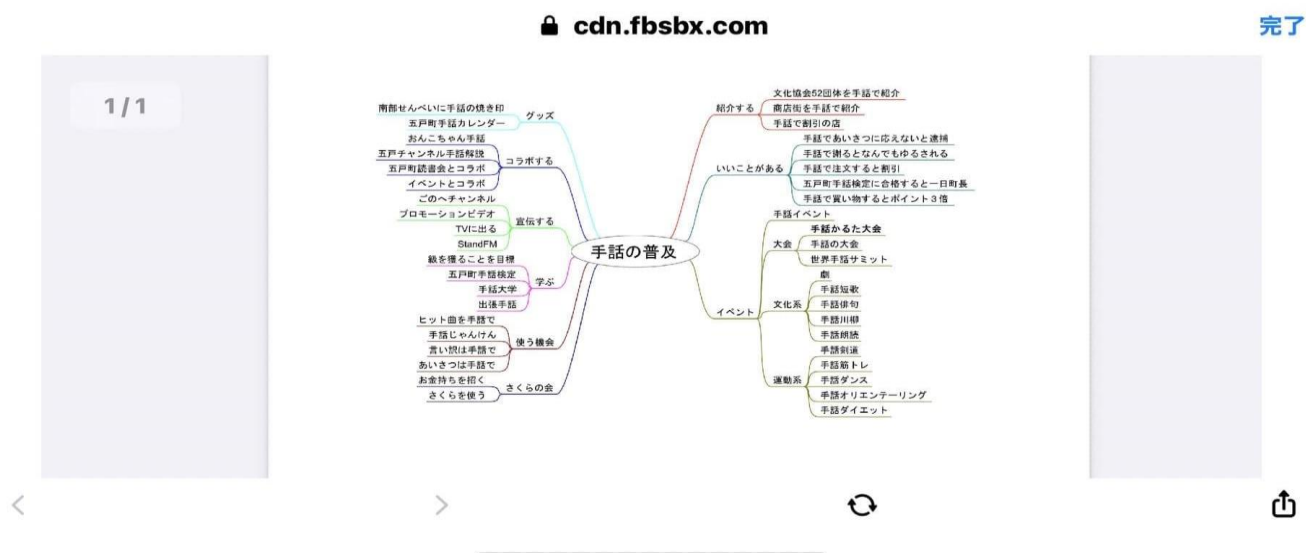 cdn.fbsbx.com
完了
1/1
手話の普及
グッズ
南部せんべいに手話の焼き印
五戸町手話カレンダー
コラボする
おんこちゃん手話
五戸チャンネル手話解説
五戸町読書会とコラボ
イベントとコラボ
宣伝する
ごのへチャンネル
プロモーションビデオ
TVに出る
StandFM
学ぶ
級を獲ることを目標
五戸町手話検定
手話大学
出張手話
使う機会
ヒット曲を手話で
手話じゃんけん
言い訳は手話で
あいさつは手話で
さくらの会
お金持ちを招く
さくらを使う
紹介する
文化協会52団体を手話で紹介
商店街を手話で紹介
手話で割引の店
いいことがある
手話であいさつに応えないと逮捕
手話で謝るとなんでもゆるされる
手話で注文すると割引
五戸町手話検定に合格すると一日町長
手話で買い物するとポイント3倍
イベント
手話イベント
大会
手話かるた大会
手話の大会
世界手話サミット
文化系
劇
手話短歌
手話俳句
手話川柳
手話朗読
運動系
手話剣道
手話筋トレ
手話ダンス
手話オリエンテーリング
手話ダイエット